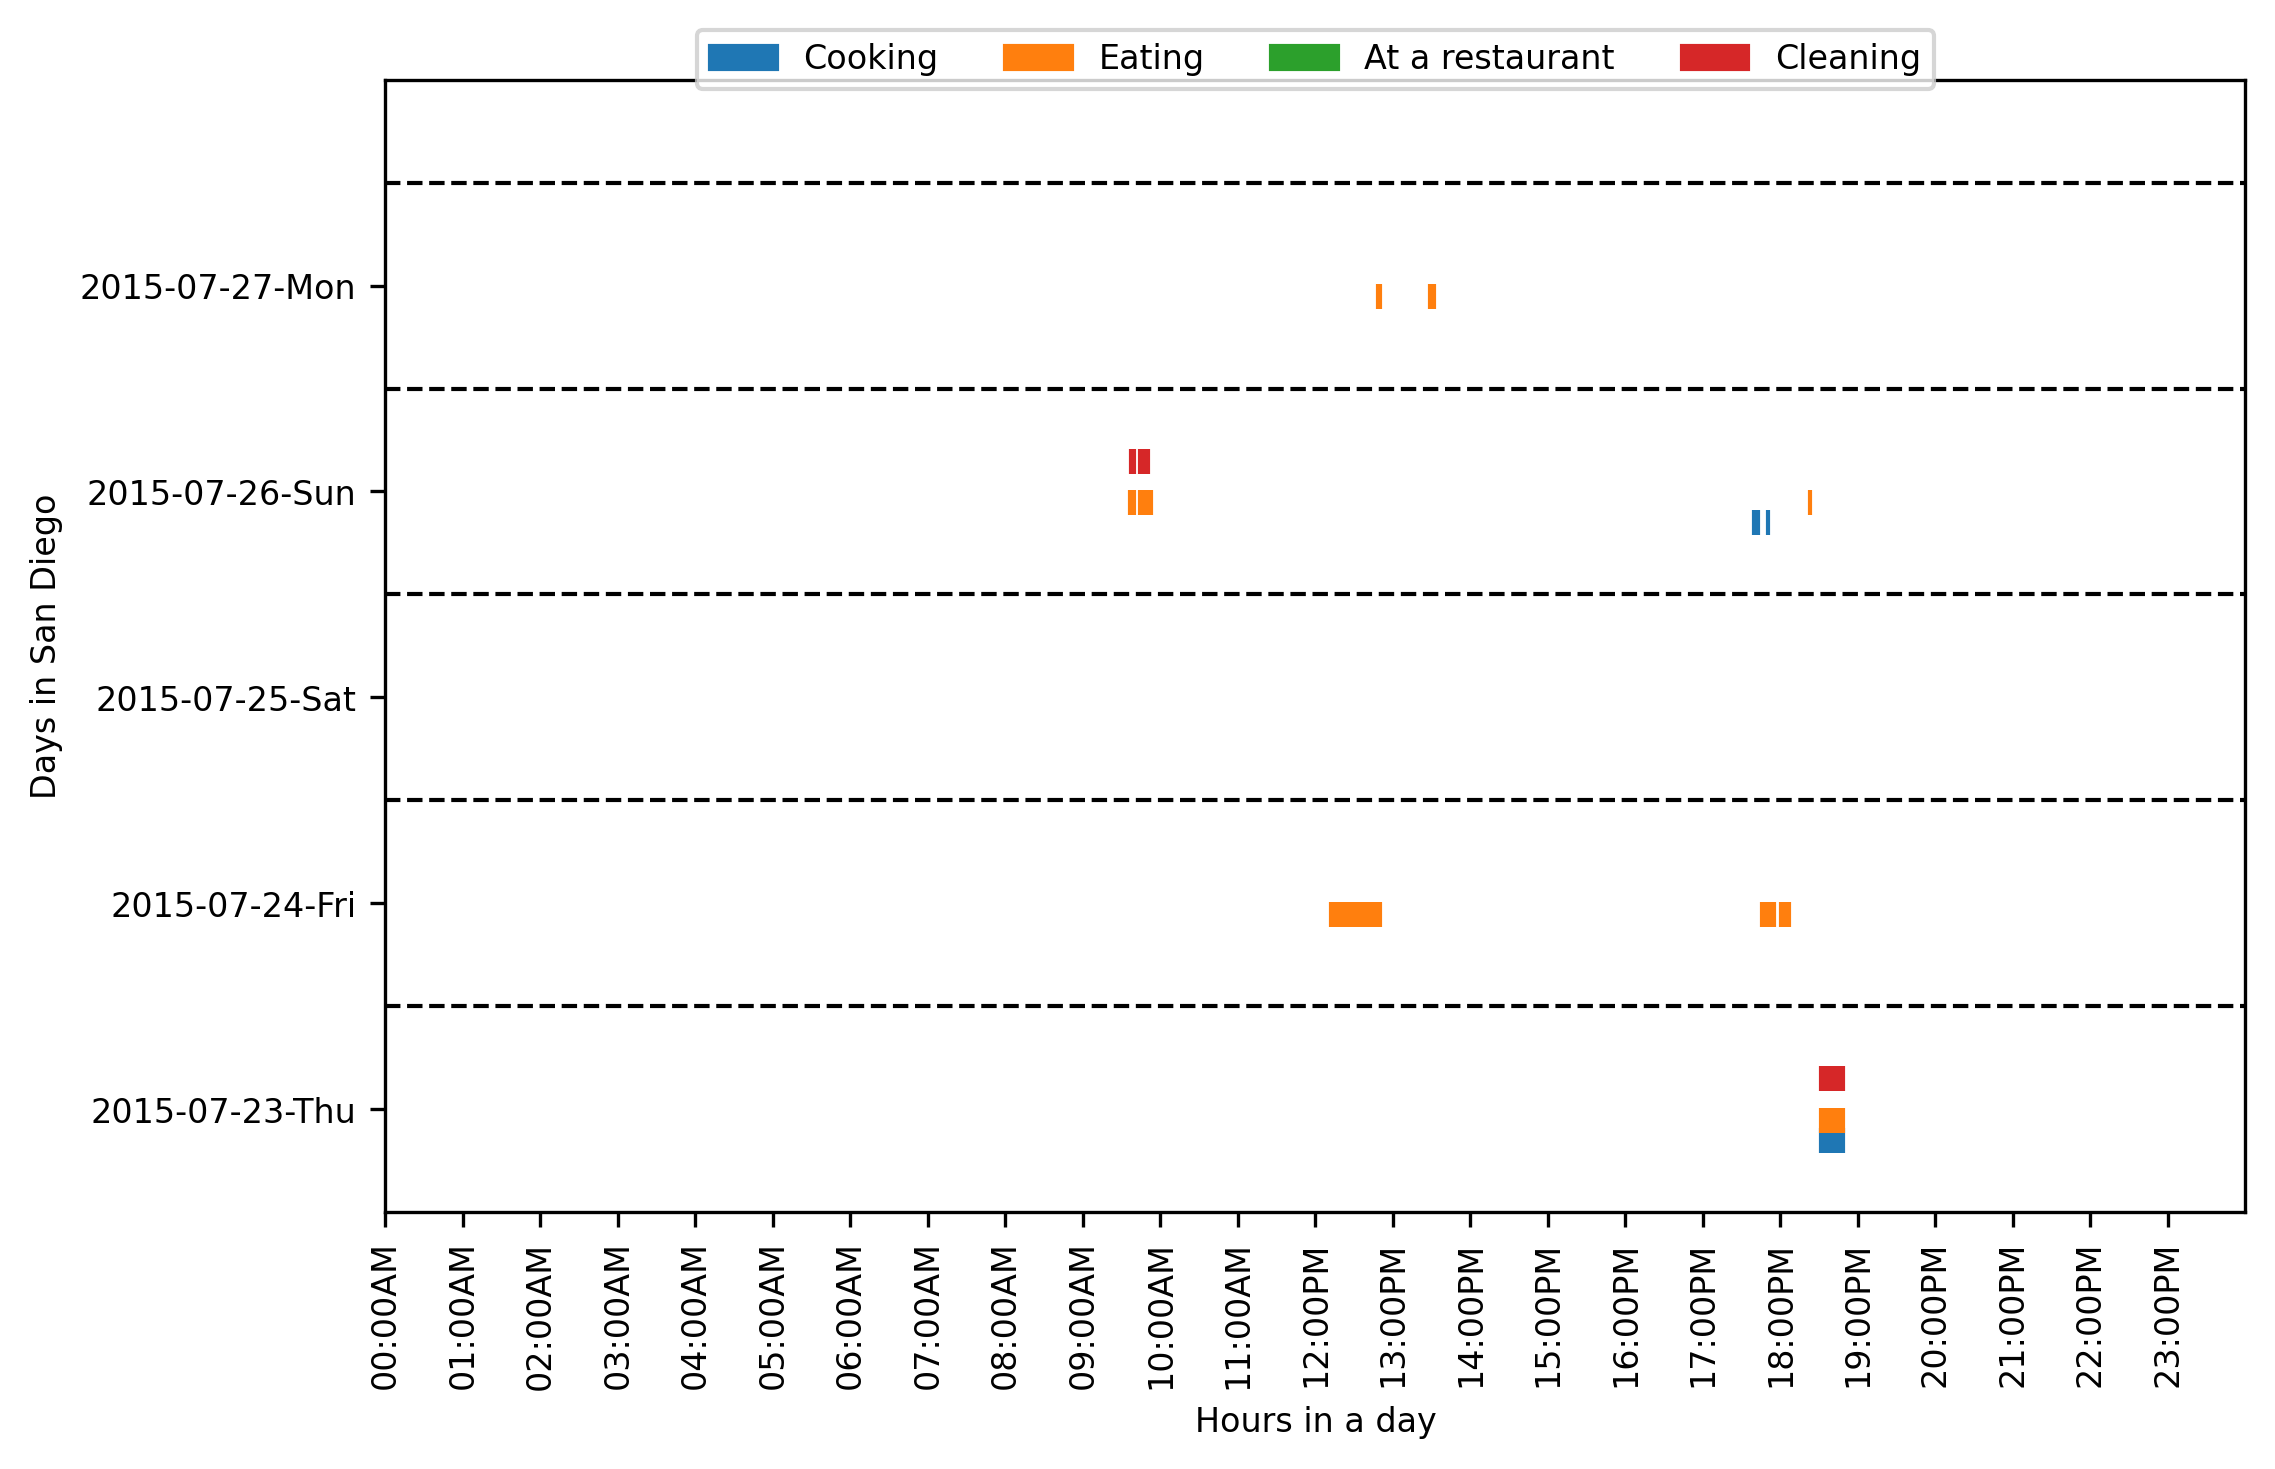 Cooking Eating At a restaurant Cleaning
2015-07-27-Mon
2015-07-26-Sun
2015-07-25-Sat
2015-07-24-Fri
2015-07-23-Thu
Days in San Diego
00:00AM
01:00AM
02:00AM
03:00AM
04:00AM
05:00AM
06:00AM
07:00AM
08:00AM
09:00AM
10:00AM
11:00AM
12:00PM
13:00PM
14:00PM
15:00PM
16:00PM
17:00PM
18:00PM
19:00PM
20:00PM
21:00PM
22:00PM
23:00PM
Hours in a day